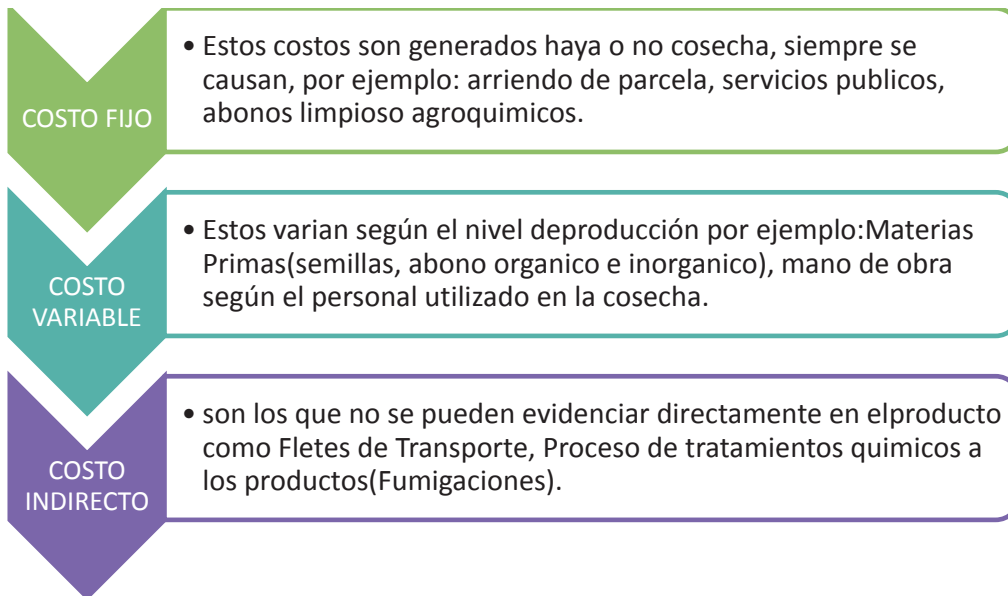 COSTO FIJO
• Estos costos son generados haya o no cosecha, siempre se
causan, por ejemplo: arriendo de parcela, servicios publicos,
abonos limpioso agroquimicos.
COSTO
VARIABLE
• Estos varian según el nivel deproducción por ejemplo:Materias
Primas(semillas, abono organico e inorganico), mano de obra
según el personal utilizado en la cosecha.
COSTO
INDIRECTO
• son los que no se pueden evidenciar directamente en elproducto
como Fletes de Transporte, Proceso de tratamientos quimicos a
los productos(Fumigaciones).